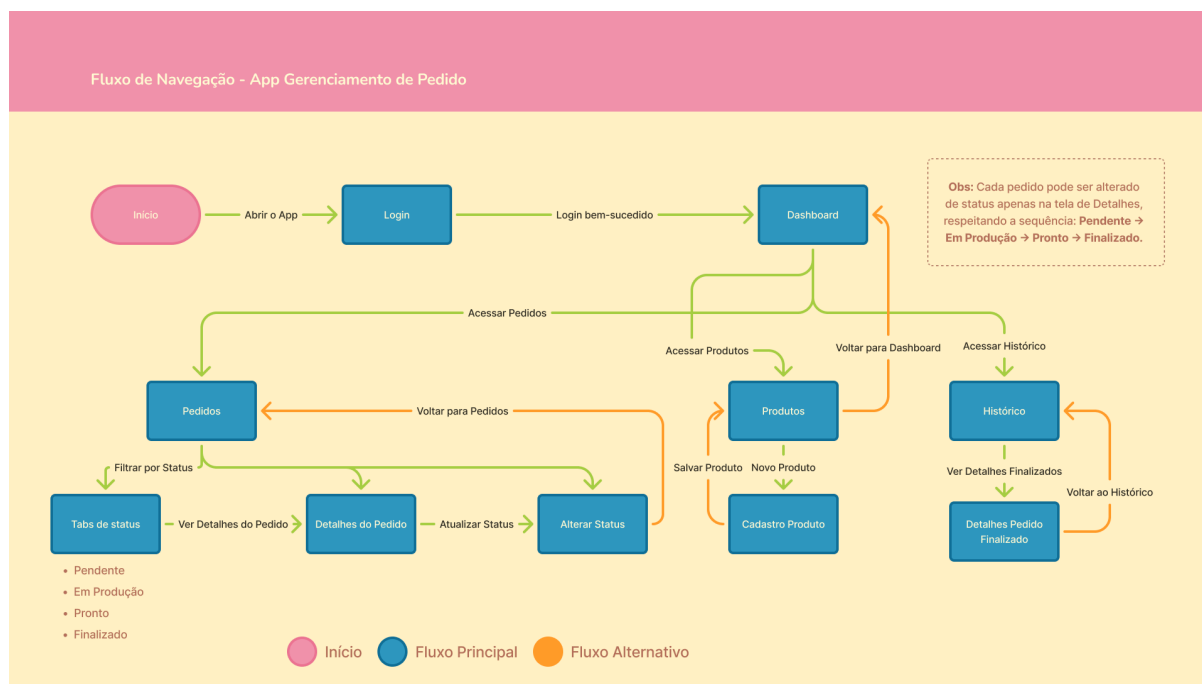 Fluxo de Navegação - App Gerenciamento de Pedido
Início
Abrir o App
Login
Login bem-sucedido
Dashboard
Obs: Cada pedido pode ser alterado
de status apenas na tela de Detalhes,
respeitando a sequência: Pendente →
Em Produção → Pronto → Finalizado.
Acessar Pedidos
Acessar Produtos
Voltar para Dashboard
Acessar Histórico
Pedidos
Voltar para Pedidos
Produtos
Histórico
Filtrar por Status
Salvar Produto
Novo Produto
Ver Detalhes Finalizados
Voltar ao Histórico
Tabs de status
Ver Detalhes do Pedido
Detalhes do Pedido
Atualizar Status
Alterar Status
Cadastro Produto
Detalhes Pedido
Finalizado
• Pendente
• Em Produção
• Pronto
• Finalizado
Início
Fluxo Principal
Fluxo Alternativo